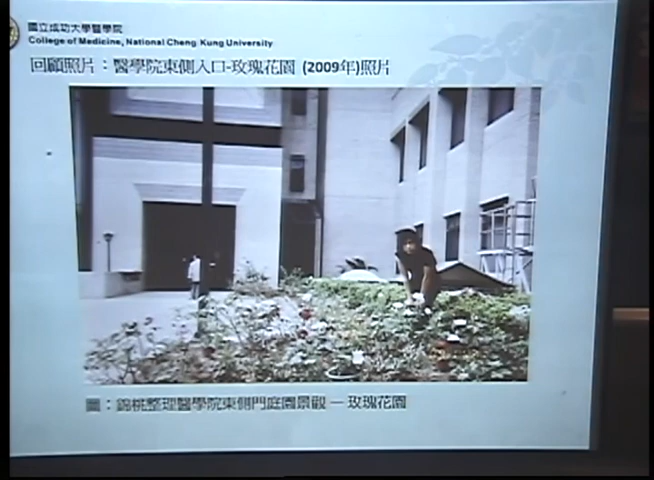 國立成功大學醫學院
College of Medicine, National Cheng Kung University
回顧照片：醫學院東側入口-玫瑰花園 (2009年)照片
圖：錦桃整理醫學院東側門庭園景觀 — 玫瑰花園